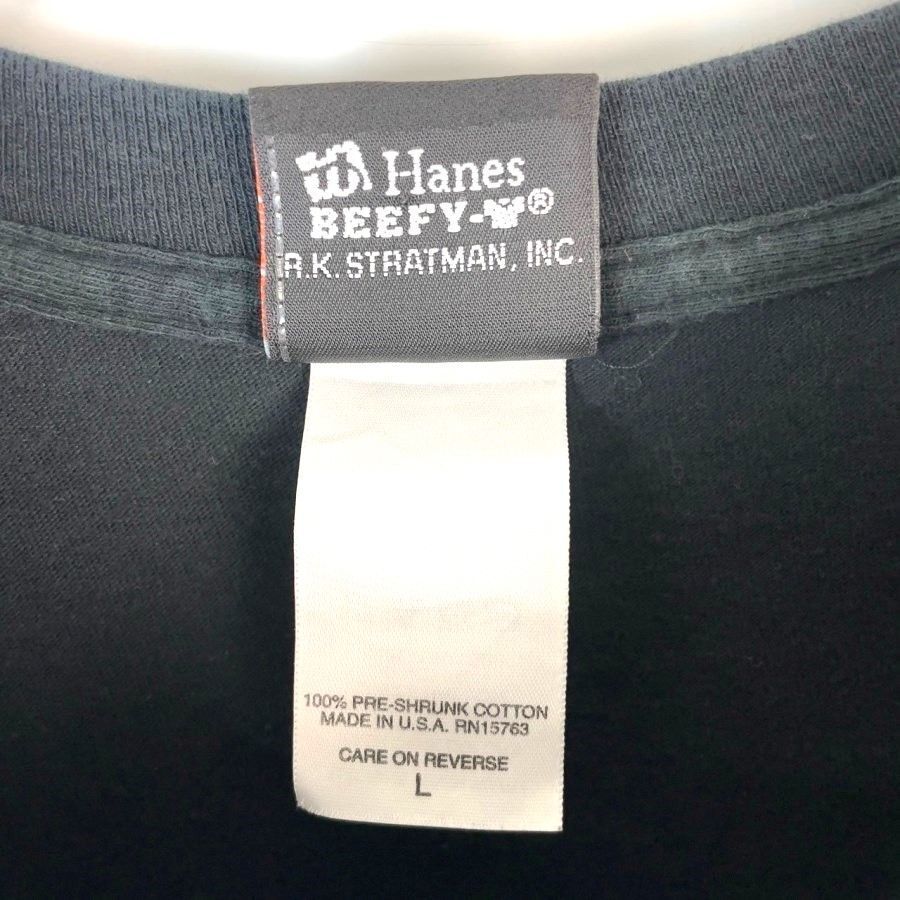 Hanes
BEEFY-T®
R.K. STRATMAN, INC.
100% PRE-SHRUNK COTTON
MADE IN U.S.A. RN15763
CARE ON REVERSE
L